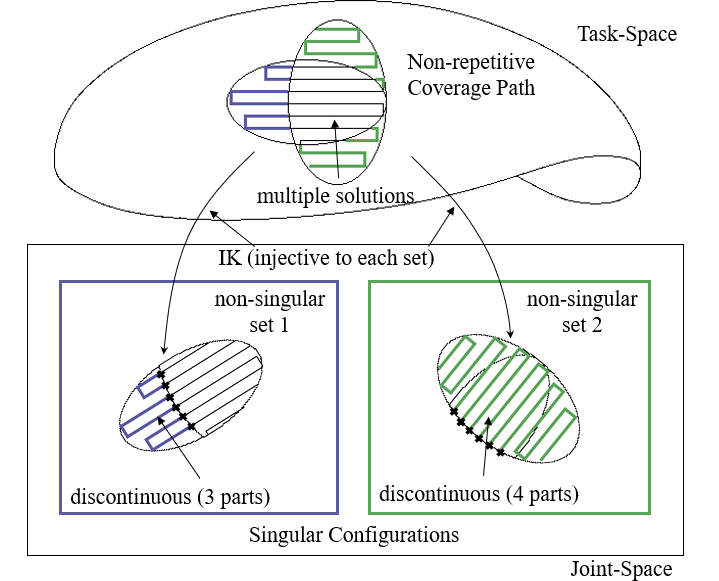 Task-Space
Non-repetitive
Coverage Path
multiple solutions
IK (injective to each set)
non-singular
set 1
non-singular
set 2
discontinuous (3 parts)
discontinuous (4 parts)
Singular Configurations
Joint-Space